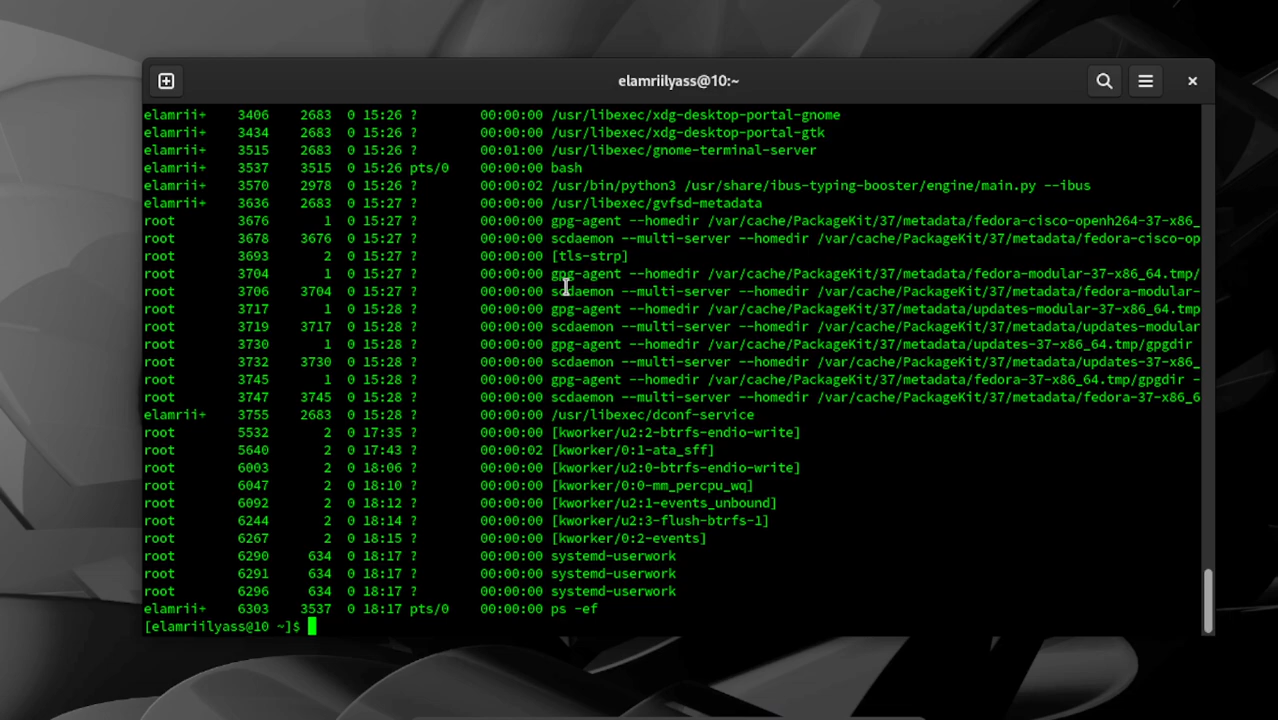 elamriilyass@10:~
elamrii+ 3406 2683 0 15:26 ? 00:00:00 /usr/libexec/xdg-desktop-portal-gnome
elamrii+ 3434 2683 0 15:26 ? 00:00:00 /usr/libexec/xdg-desktop-portal-gtk
elamrii+ 3515 2683 0 15:26 ? 00:01:00 /usr/libexec/gnome-terminal-server
elamrii+ 3537 3515 0 15:26 pts/0 00:00:00 bash
elamrii+ 3570 2978 0 15:26 ? 00:00:02 /usr/bin/python3 /usr/share/ibus-typing-booster/engine/main.py --ibus
elamrii+ 3636 2683 0 15:27 ? 00:00:00 /usr/libexec/gvfsd-metadata
root 3676 1 0 15:27 ? 00:00:00 gpg-agent --homedir /var/cache/PackageKit/37/metadata/fedora-cisco-openh264-37-x86_
root 3678 3676 0 15:27 ? 00:00:00 scdaemon --multi-server --homedir /var/cache/PackageKit/37/metadata/fedora-cisco-op
root 3693 2 0 15:27 ? 00:00:00 [tls-strp]
root 3704 1 0 15:27 ? 00:00:00 gpg-agent --homedir /var/cache/PackageKit/37/metadata/fedora-modular-37-x86_64.tmp/
root 3706 3704 0 15:27 ? 00:00:00 scdaemon --multi-server --homedir /var/cache/PackageKit/37/metadata/fedora-modular-
root 3717 1 0 15:28 ? 00:00:00 gpg-agent --homedir /var/cache/PackageKit/37/metadata/updates-modular-37-x86_64.tmp
root 3719 3717 0 15:28 ? 00:00:00 scdaemon --multi-server --homedir /var/cache/PackageKit/37/metadata/updates-modular
root 3730 1 0 15:28 ? 00:00:00 gpg-agent --homedir /var/cache/PackageKit/37/metadata/updates-37-x86_64.tmp/gpgdir
root 3732 3730 0 15:28 ? 00:00:00 scdaemon --multi-server --homedir /var/cache/PackageKit/37/metadata/updates-37-x86_
root 3745 1 0 15:28 ? 00:00:00 gpg-agent --homedir /var/cache/PackageKit/37/metadata/fedora-37-x86_64.tmp/gpgdir -
root 3747 3745 0 15:28 ? 00:00:00 scdaemon --multi-server --homedir /var/cache/PackageKit/37/metadata/fedora-37-x86_6
elamrii+ 3755 2683 0 15:28 ? 00:00:00 /usr/libexec/dconf-service
root 5532 2 0 17:35 ? 00:00:00 [kworker/u2:2-btrfs-endio-write]
root 5640 2 0 17:43 ? 00:00:02 [kworker/0:1-ata_sff]
root 6003 2 0 18:06 ? 00:00:00 [kworker/u2:0-btrfs-endio-write]
root 6047 2 0 18:10 ? 00:00:00 [kworker/0:0-mm_percpu_wq]
root 6092 2 0 18:12 ? 00:00:00 [kworker/u2:1-events_unbound]
root 6244 2 0 18:14 ? 00:00:00 [kworker/u2:3-flush-btrfs-1]
root 6267 2 0 18:15 ? 00:00:00 [kworker/0:2-events]
root 6290 634 0 18:17 ? 00:00:00 systemd-userwork
root 6291 634 0 18:17 ? 00:00:00 systemd-userwork
root 6296 634 0 18:17 ? 00:00:00 systemd-userwork
elamrii+ 6303 3537 0 18:17 pts/0 00:00:00 ps -ef
[elamriilyass@10 ~]$